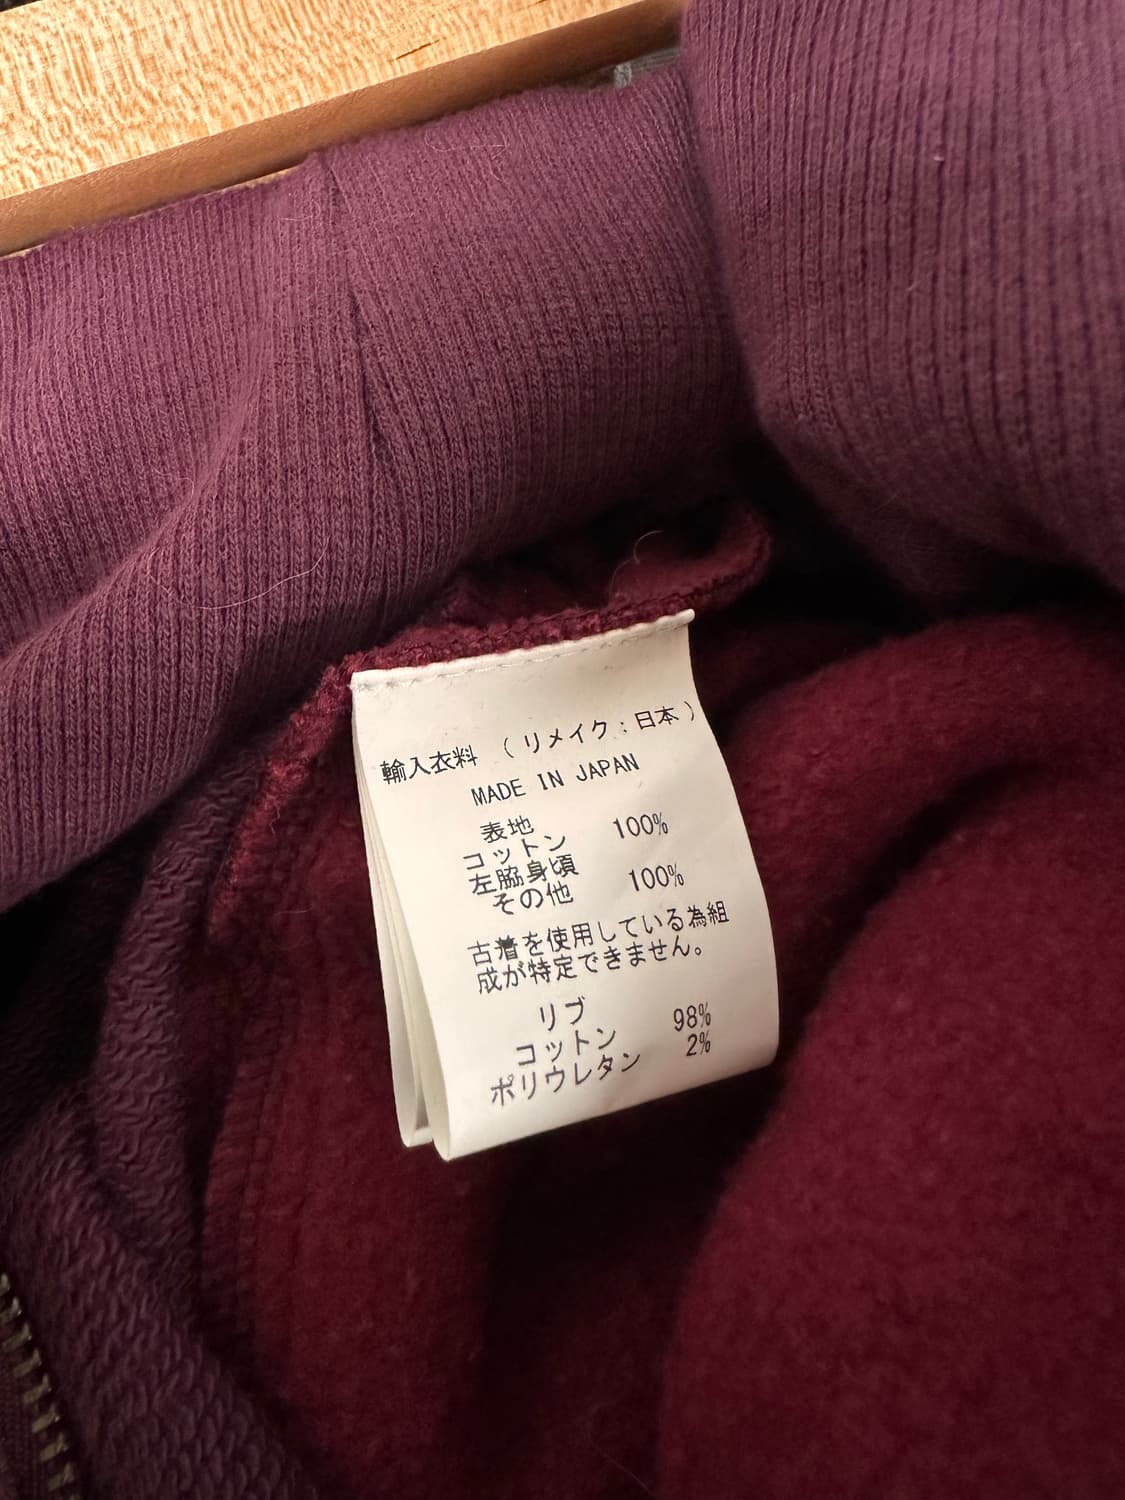 輸入衣料 （リメイク：日本）
MADE IN JAPAN
表地
コットン 100%
左脇身頃
その他 100%
古着を使用している為組
成が特定できません。
リブ
コットン 98%
ポリウレタン 2%